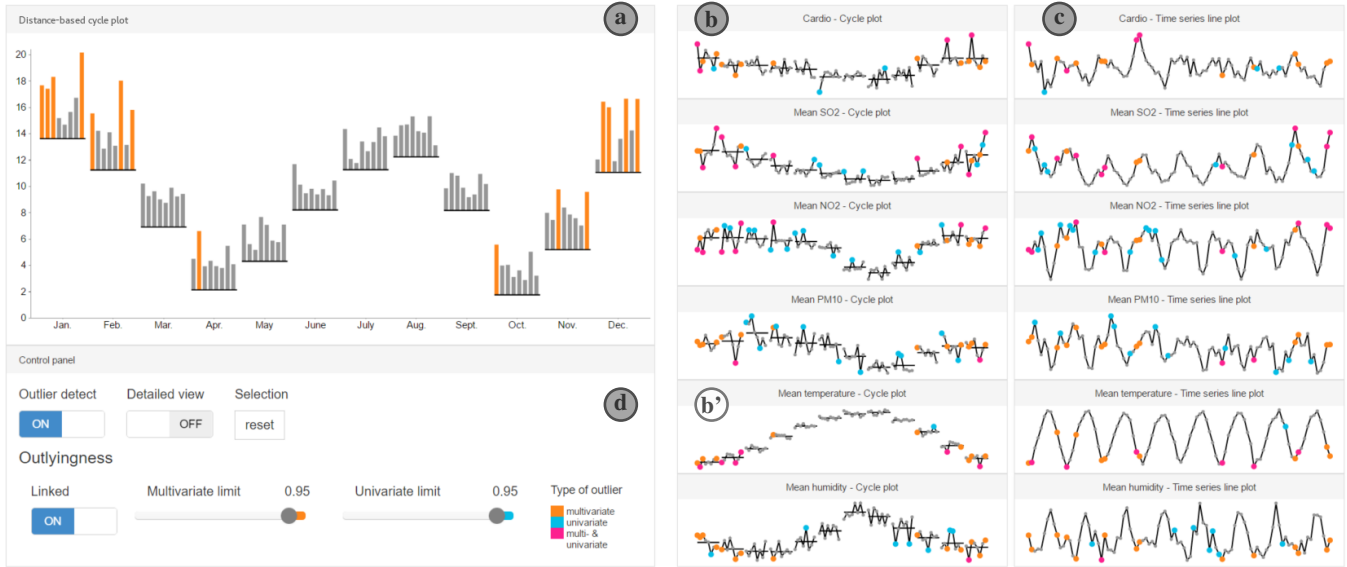 Distance-based cycle plot
a
20
18
16
14
12
10
8
6
4
2
0
Jan. Feb. Mar. Apr. May June July Aug. Sept. Oct. Nov. Dec.
Control panel
Outlier detect Detailed view Selection
ON OFF reset
d
Outlyingness
Linked Multivariate limit 0.95 Univariate limit 0.95
ON
Type of outlier
multivariate
univariate
multi- &
univariate
b
Cardio - Cycle plot
Mean SO2 - Cycle plot
Mean NO2 - Cycle plot
Mean PM10 - Cycle plot
b'
Mean temperature - Cycle plot
Mean humidity - Cycle plot
c
Cardio - Time series line plot
Mean SO2 - Time series line plot
Mean NO2 - Time series line plot
Mean PM10 - Time series line plot
Mean temperature - Time series line plot
Mean humidity - Time series line plot